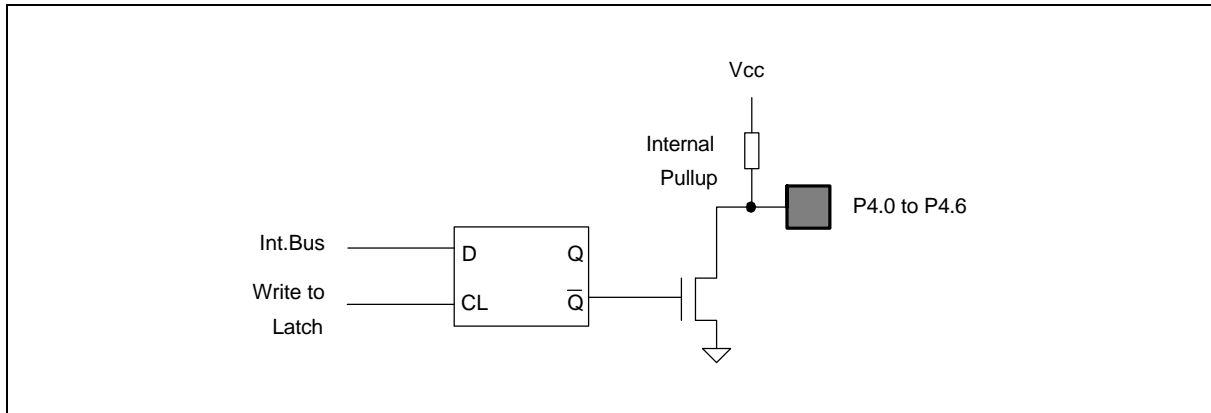 Vcc
Internal
Pullup
P4.0 to P4.6
Int.Bus
D
Q
Write to
Latch
CL
Q̅